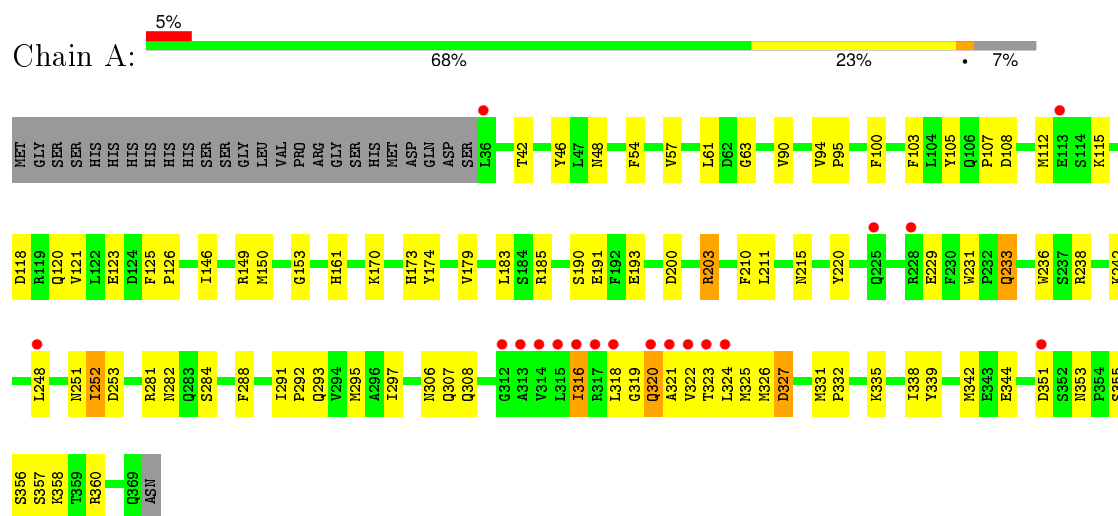 5%
Chain A:
68% 23% • 7%
MET GLY SER SER HIS HIS HIS HIS HIS HIS SER SER GLY LEU VAL PRO ARG GLY SER HIS MET ASP GLN ASP SER L36 T42 Y46 L47 N48 F54 V57 L61 D62 G63 V90 V94 P95 F100 F103 L104 Y105 Q106 P107 D108 M112 E113 S114 K115
D118 R119 Q120 V121 L122 E123 D124 F125 P126 I146 R149 M150 G153 H161 K170 H173 Y174 V179 L183 S184 R185 S190 E191 F192 E193 D200 R203 F210 L211 N215 Y220 Q225 R228 E229 F230 W231 P232 Q233 W236 S237 R238 K242
L248 N251 I252 D253 R281 N282 Q283 S284 F288 I291 P292 Q293 V294 M295 A296 I297 N306 Q307 Q308 G312 A313 V314 L315 I316 R317 L318 G319 Q320 A321 V322 T323 L324 M325 M326 D327 M331 P332 K335 I338 Y339 M342 E343 E344 D351 S352 N353 P354 S355
S356 S357 K358 T359 R360 Q369 ASN